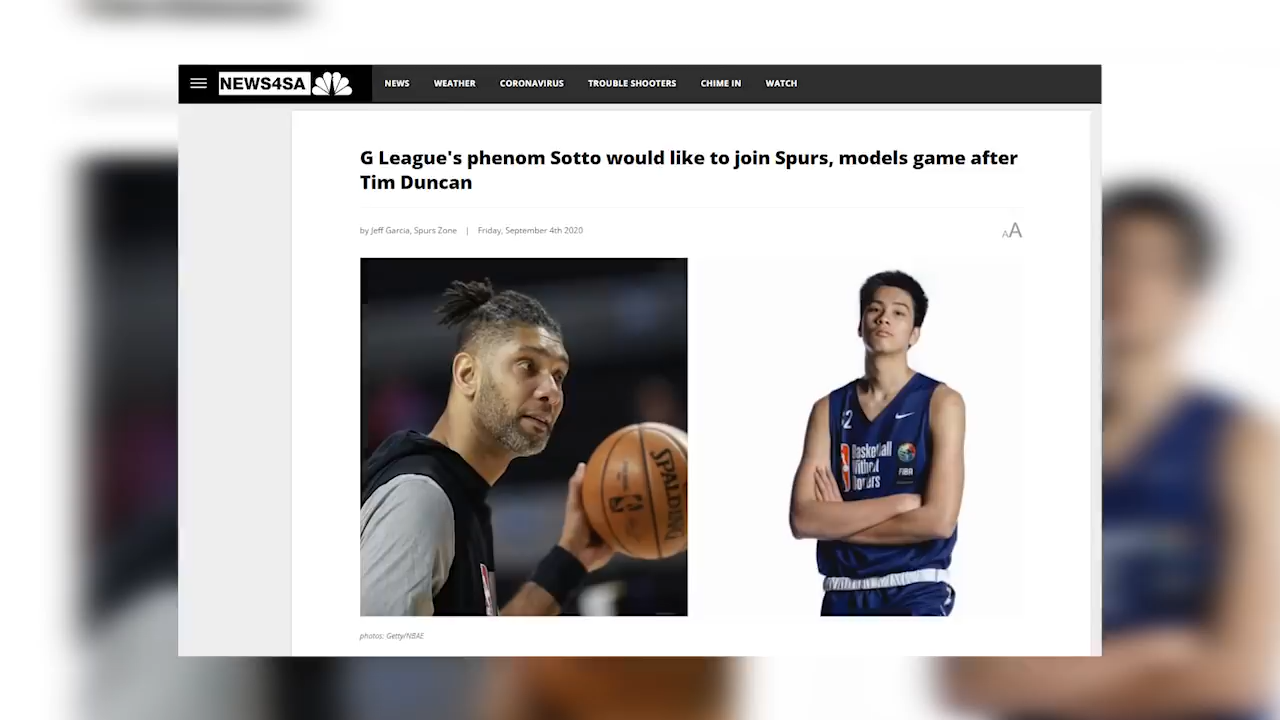 NEWS4SA
NEWS WEATHER CORONAVIRUS TROUBLE SHOOTERS CHIME IN WATCH
G League's phenom Sotto would like to join Spurs, models game after
Tim Duncan
by Jeff Garcia, Spurs Zone | Friday, September 4th 2020
AA
SPALDING
Basketball
Without
Borders
FIBA
photos: Getty/NBAE